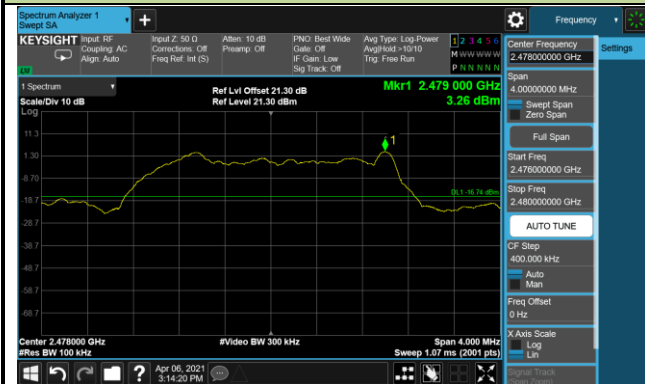 Spectrum Analyzer 1
Swept SA
Frequency
Settings
KEYSIGHT
Input: RF
Coupling: AC
Align: Auto
Input Z: 50 Ω
Corrections: Off
Freq Ref: Int (S)
Atten: 10 dB
Preamp: Off
PNO: Best Wide
Gate: Off
IF Gain: Low
Sig Track: Off
Avg Type: Log-Power
Avg|Hold:>10/10
Trig: Free Run
1 2 3 4 5 6
M W W W W W
P N N N N N
1 Spectrum
Scale/Div 10 dB
Log
Ref Lvl Offset 21.30 dB
Ref Level 21.30 dBm
Mkr1 2.479 000 GHz
3.26 dBm
11.3
1.30
-8.70
-18.7
-28.7
-38.7
-48.7
-58.7
-68.7
1
DL1 -16.74 dBm
Center 2.478000 GHz
#Res BW 100 kHz
#Video BW 300 kHz
Span 4.000 MHz
Sweep 1.07 ms (2001 pts)
Center Frequency
2.478000000 GHz
Span
4.00000000 MHz
Swept Span
Zero Span
Full Span
Start Freq
2.476000000 GHz
Stop Freq
2.480000000 GHz
AUTO TUNE
CF Step
400.000 kHz
Auto
Man
Freq Offset
0 Hz
X Axis Scale
Log
Lin
Signal Track
(Span Zoom)
Apr 06, 2021
3:14:20 PM